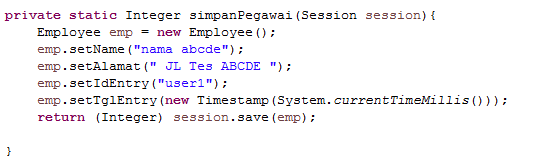 private static Integer simpanPegawai(Session session){
    Employee emp = new Employee();
    emp.setName("nama abcde");
    emp.setAlamat(" JL Tes ABCDE ");
    emp.setIdEntry("user1");
    emp.setTglEntry(new Timestamp(System.currentTimeMillis()));
    return (Integer) session.save(emp);
}